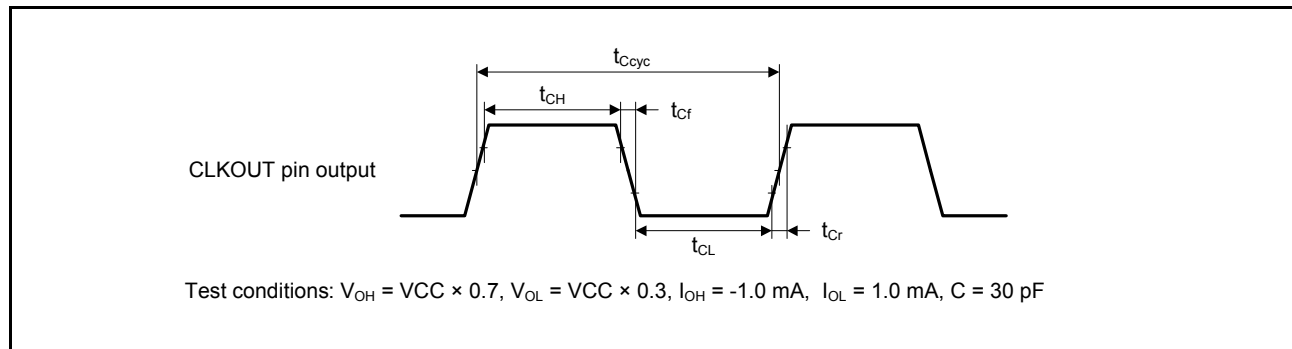 tCcyc
tCH
tCf
CLKOUT pin output
tCL
tCr
Test conditions: VOH = VCC × 0.7, VOL = VCC × 0.3, IOH = -1.0 mA, IOL = 1.0 mA, C = 30 pF